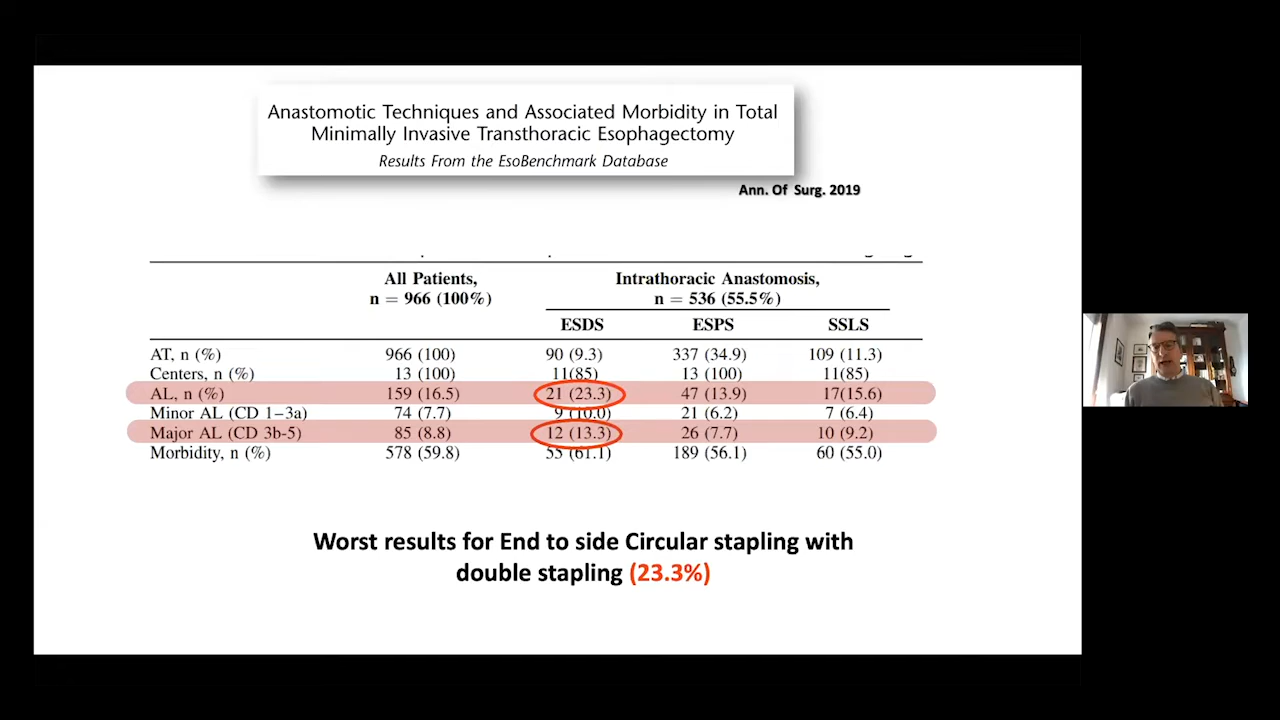 Anastomotic Techniques and Associated Morbidity in Total
Minimally Invasive Transthoracic Esophagectomy
Results From the EsoBenchmark Database
Ann. Of Surg. 2019
All Patients, Intrathoracic Anastomosis,
n = 966 (100%) n = 536 (55.5%)
ESDS ESPS SSLS
AT, n (%) 966 (100) 90 (9.3) 337 (34.9) 109 (11.3)
Centers, n (%) 13 (100) 11(85) 13 (100) 11(85)
AL, n (%) 159 (16.5) 21 (23.3) 47 (13.9) 17(15.6)
Minor AL (CD 1–3a) 74 (7.7) 9 (10.0) 21 (6.2) 7 (6.4)
Major AL (CD 3b-5) 85 (8.8) 12 (13.3) 26 (7.7) 10 (9.2)
Morbidity, n (%) 578 (59.8) 55 (61.1) 189 (56.1) 60 (55.0)
Worst results for End to side Circular stapling with
double stapling (23.3%)